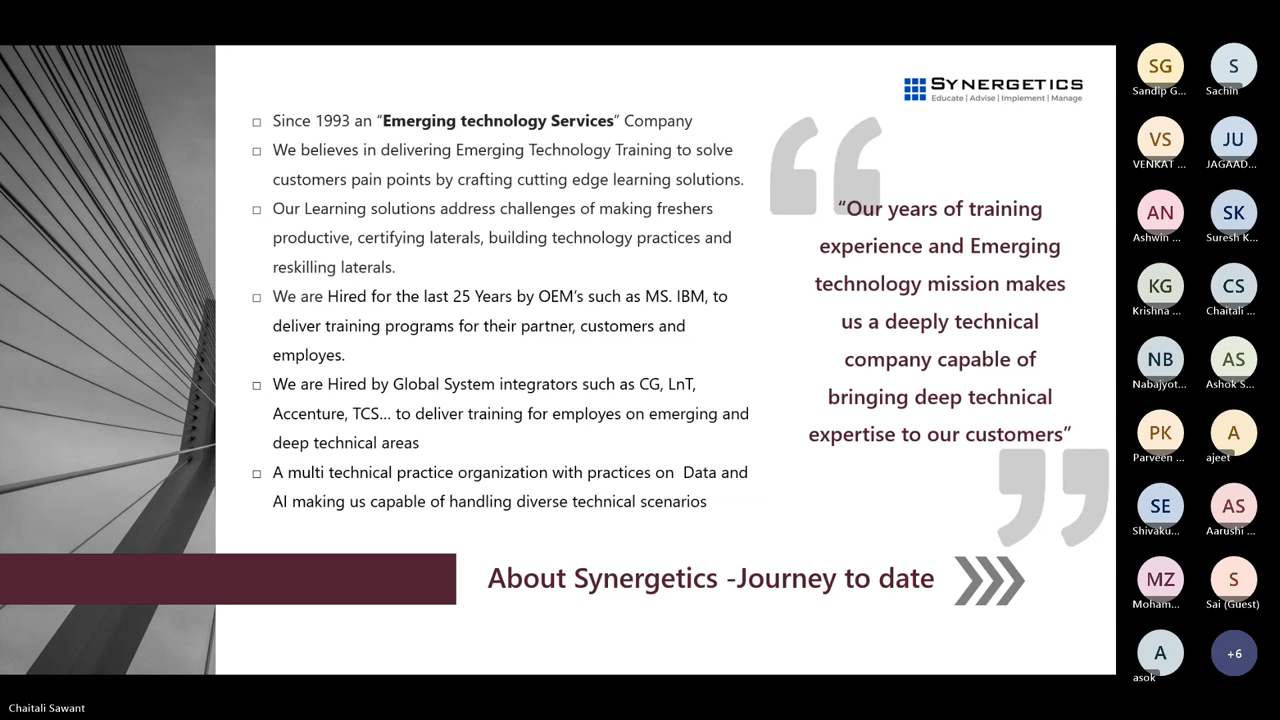 SYNERGETICS
Educate | Advise | Implement | Manage
□ Since 1993 an “Emerging technology Services” Company
□ We believes in delivering Emerging Technology Training to solve
customers pain points by crafting cutting edge learning solutions.
□ Our Learning solutions address challenges of making freshers
productive, certifying laterals, building technology practices and
reskilling laterals.
□ We are Hired for the last 25 Years by OEM’s such as MS. IBM, to
deliver training programs for their partner, customers and
employes.
□ We are Hired by Global System integrators such as CG, LnT,
Accenture, TCS... to deliver training for employes on emerging and
deep technical areas
□ A multi technical practice organization with practices on  Data and
AI making us capable of handling diverse technical scenarios
“Our years of training
experience and Emerging
technology mission makes
us a deeply technical
company capable of
bringing deep technical
expertise to our customers”
About Synergetics -Journey to date
SG
Sandip G...
S
Sachin
VS
VENKAT ...
JU
JAGAAD...
AN
Ashwin ...
SK
Suresh K...
KG
Krishna ...
CS
Chaitali ...
NB
Nabajyot...
AS
Ashok S...
PK
Parveen ...
A
ajeet
SE
Shivaku...
AS
Aarushi ...
MZ
Moham...
S
Sai (Guest)
A
asok
+6
Chaitali Sawant